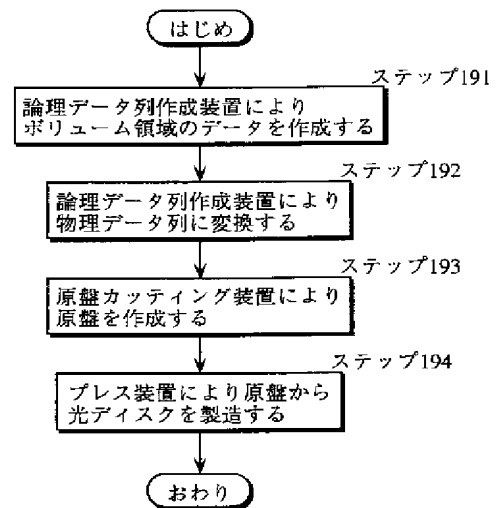 はじめ
ステップ191
論理データ列作成装置により
ボリューム領域のデータを作成する
ステップ192
論理データ列作成装置により
物理データ列に変換する
ステップ193
原盤カッティング装置により
原盤を作成する
ステップ194
プレス装置により原盤から
光ディスクを製造する
おわり